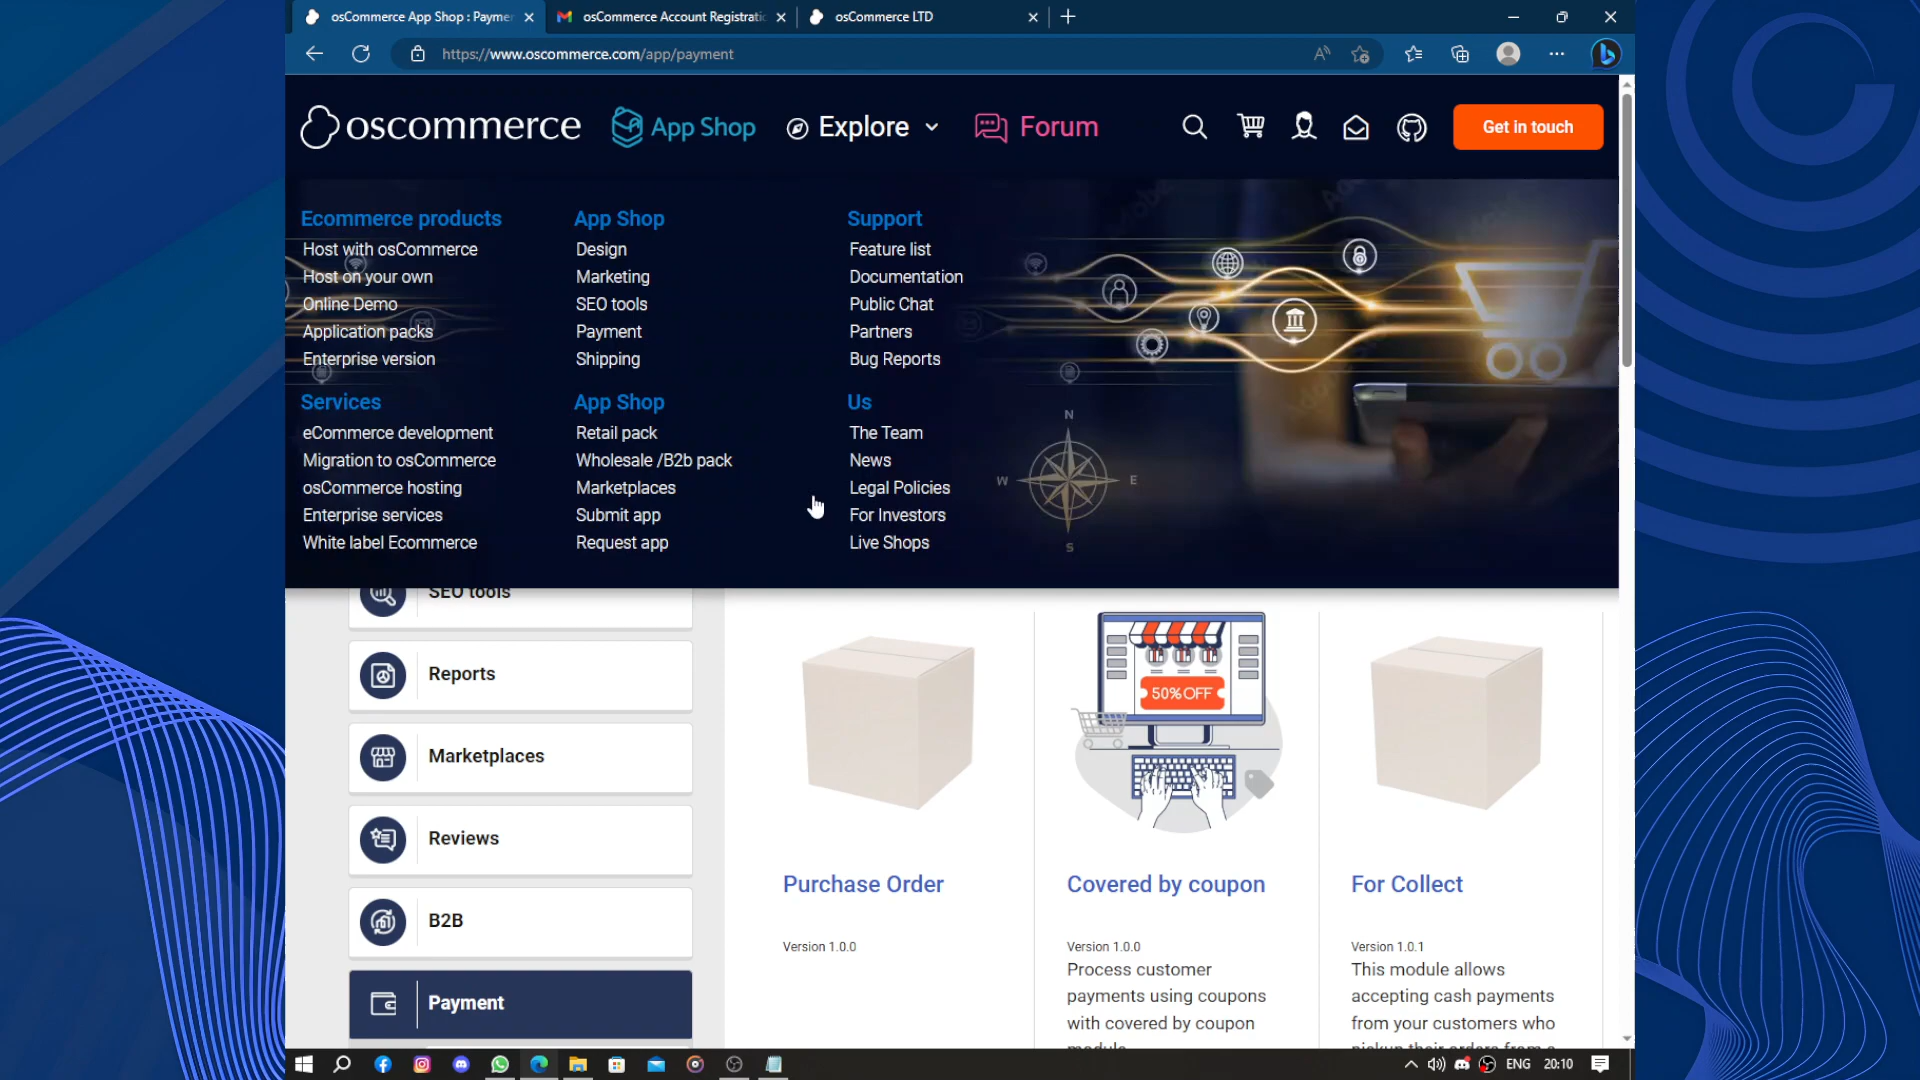 osCommerce App Shop : Paymer
osCommerce Account Registratic
osCommerce LTD
https://www.oscommerce.com/app/payment
oscommerce
App Shop
Explore
Forum
Get in touch
Ecommerce products
Host with osCommerce
Host on your own
Online Demo
Application packs
Enterprise version
App Shop
Design
Marketing
SEO tools
Payment
Shipping
Support
Feature list
Documentation
Public Chat
Partners
Bug Reports
Services
eCommerce development
Migration to osCommerce
osCommerce hosting
Enterprise services
White label Ecommerce
App Shop
Retail pack
Wholesale /B2b pack
Marketplaces
Submit app
Request app
Us
The Team
News
Legal Policies
For Investors
Live Shops
N
W E
S
SEO tools
Reports
Marketplaces
Reviews
B2B
Payment
50% OFF
Purchase Order
Version 1.0.0
Covered by coupon
Version 1.0.0
Process customer
payments using coupons
with covered by coupon
module
For Collect
Version 1.0.1
This module allows
accepting cash payments
from your customers who
pickup their orders from a
ENG
20:10